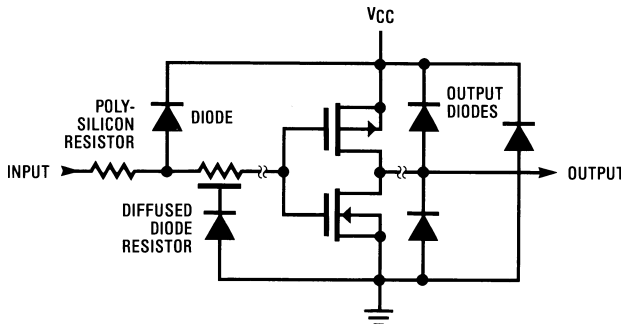 VCC
POLY-
SILICON
RESISTOR
DIODE
OUTPUT
DIODES
INPUT
OUTPUT
DIFFUSED
DIODE
RESISTOR